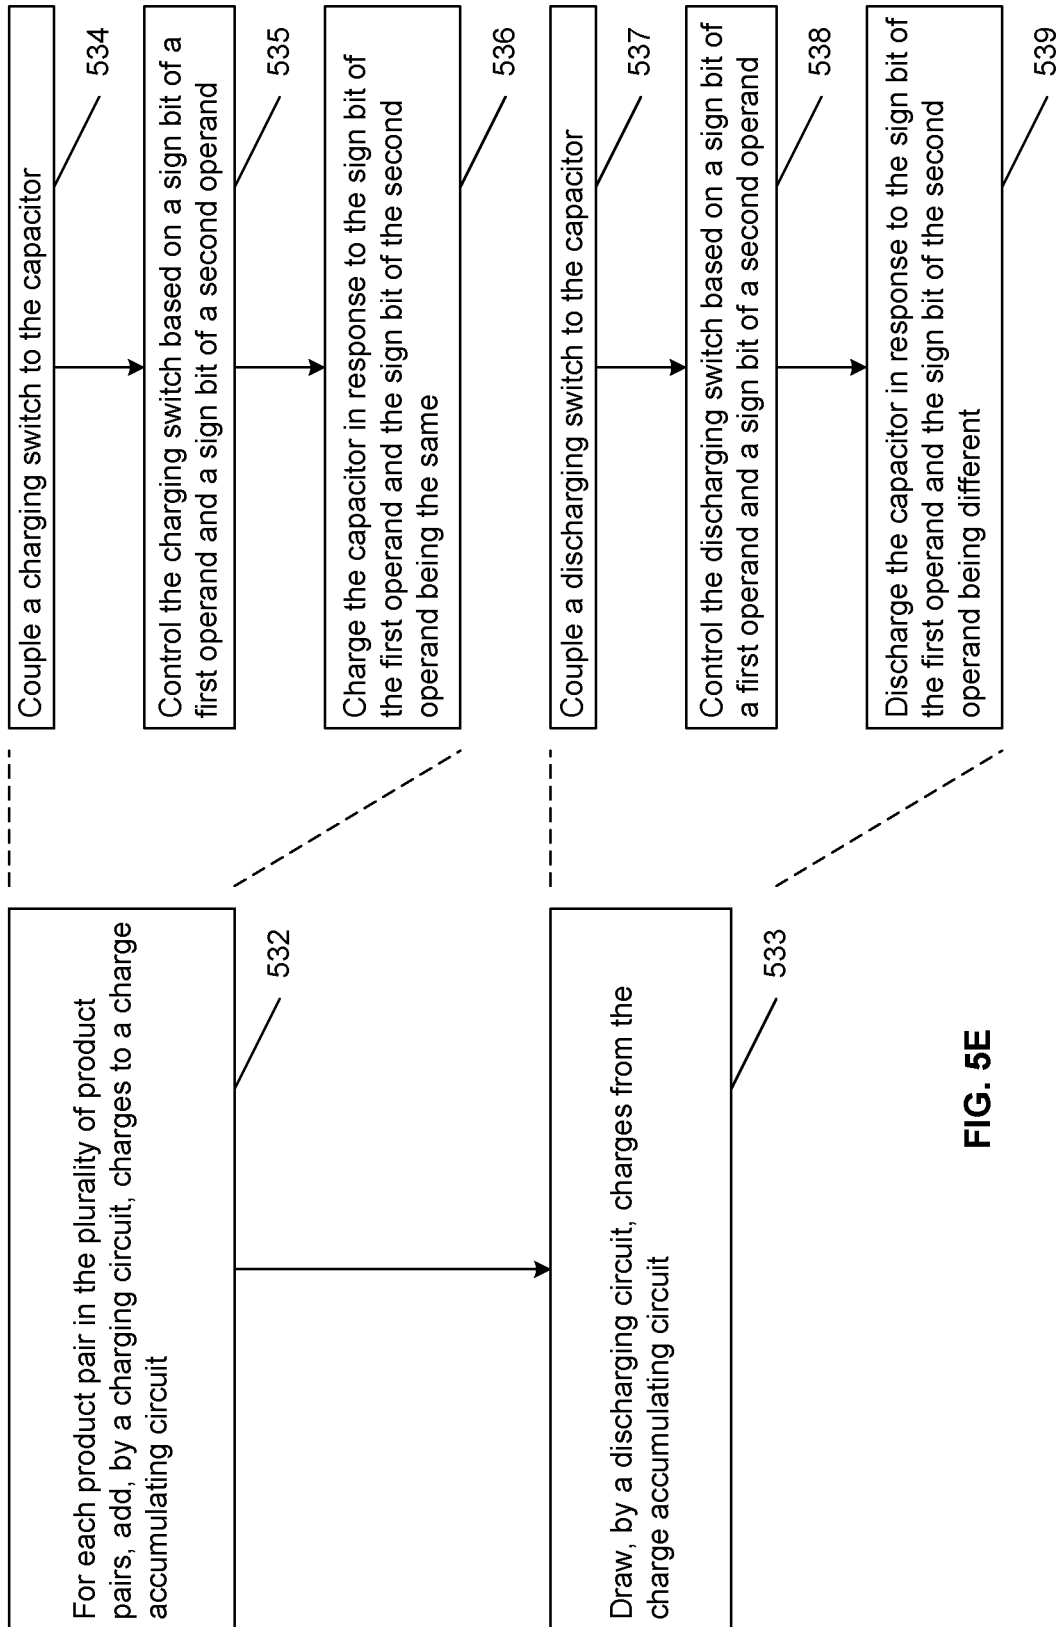 For each product pair in the plurality of product
pairs, add, by a charging circuit, charges to a charge
accumulating circuit
532
Draw, by a discharging circuit, charges from the
charge accumulating circuit
533
Couple a charging switch to the capacitor
534
Control the charging switch based on a sign bit of a
first operand and a sign bit of a second operand
535
Charge the capacitor in response to the sign bit of
the first operand and the sign bit of the second
operand being the same
536
Couple a discharging switch to the capacitor
537
Control the discharging switch based on a sign bit of
a first operand and a sign bit of a second operand
538
Discharge the capacitor in response to the sign bit of
the first operand and the sign bit of the second
operand being different
539
FIG. 5E